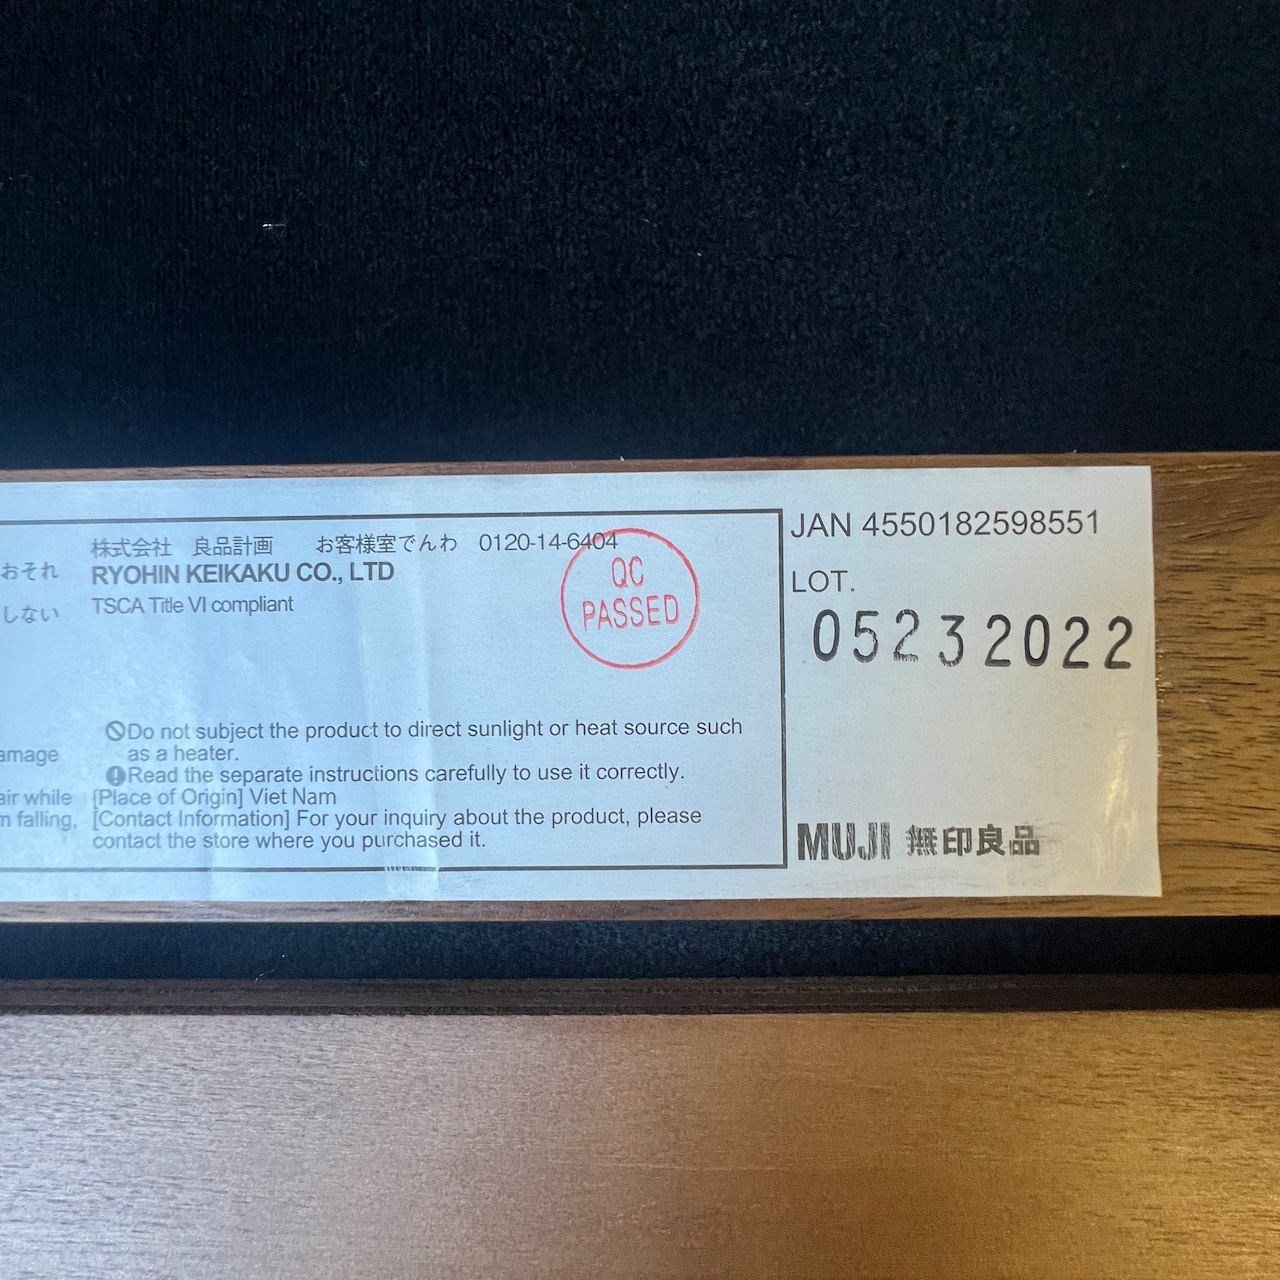 おそれ
しない
amage
air while
m falling,
株式会社 良品計画 お客様室でんわ 0120-14-6404
RYOHIN KEIKAKU CO., LTD
TSCA Title VI compliant
QC
PASSED
Do not subject the product to direct sunlight or heat source such
as a heater.
Read the separate instructions carefully to use it correctly.
[Place of Origin] Viet Nam
[Contact Information] For your inquiry about the product, please
contact the store where you purchased it.
JAN 4550182598551
LOT.
05232022
MUJI 無印良品